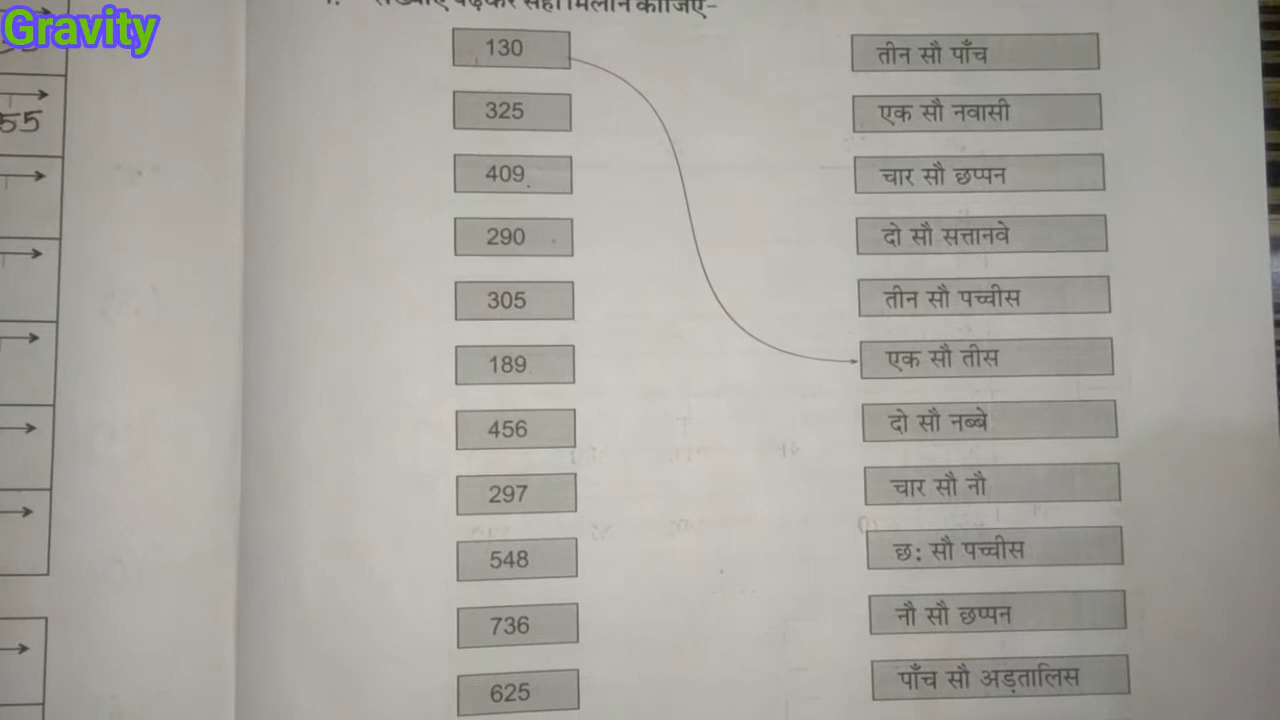 Gravity
55
130
तीन सौ पाँच
325
एक सौ नवासी
409
चार सौ छप्पन
290
दो सौ सत्तानवे
305
तीन सौ पच्चीस
189
एक सौ तीस
456
दो सौ नब्बे
297
चार सौ नौ
548
छ: सौ पच्चीस
736
नौ सौ छप्पन
625
पाँच सौ अड़तालिस